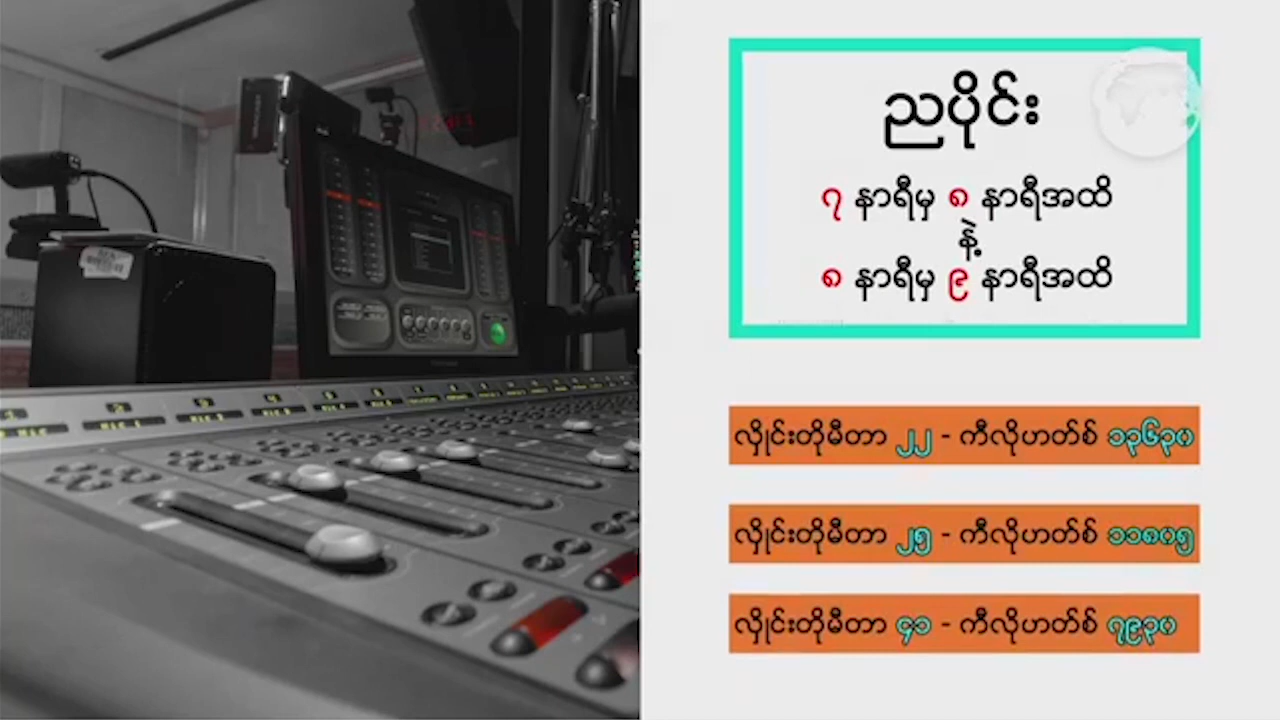 ညပိုင်း
၇ နာရီမှ ၈ နာရီအထိ
နဲ့
၈ နာရီမှ ၉ နာရီအထိ
လှိုင်းတိုမီတာ ၂၂ - ကီလိုဟတ်စ် ၁၃၆၃၀
လှိုင်းတိုမီတာ ၂၅ - ကီလိုဟတ်စ် ၁၁၈၀၅
လှိုင်းတိုမီတာ ၄၁ - ကီလိုဟတ်စ် ၇၉၃၀